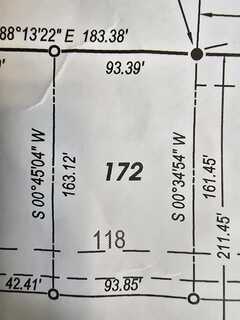 88°13'22" E 183.38'
93.39'
S 00°45'04" W
163.12'
172
S 00°34'54" W
161.45'
211.45'
118
42.41'
93.85'